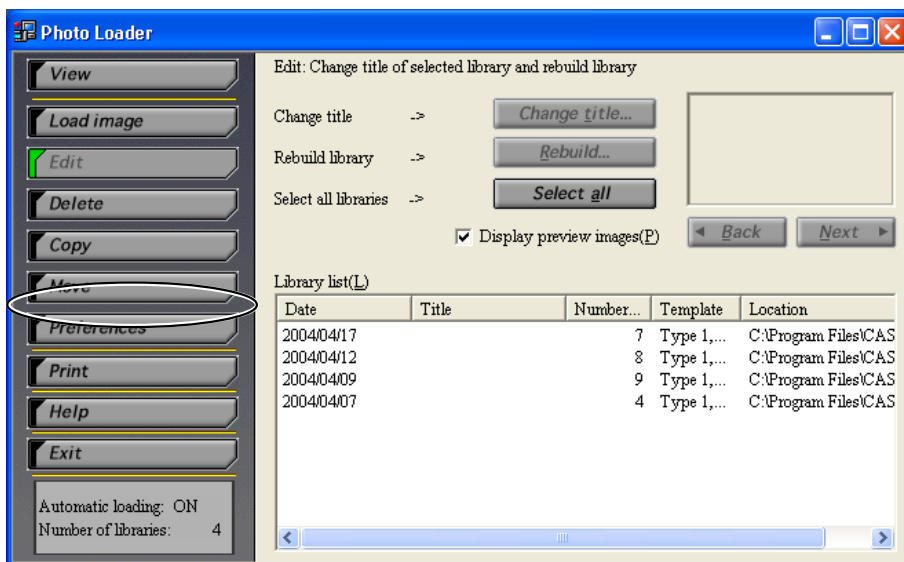 Photo Loader
View
Load image
Edit
Delete
Copy
Move
Preferences
Print
Help
Exit
Automatic loading: ON
Number of libraries: 4
Edit: Change title of selected library and rebuild library
Change title -> Change title...
Rebuild library -> Rebuild...
Select all libraries -> Select all
Display preview images(P)
Back Next
Library list(L)
Date Title Number... Template Location
2004/04/17 7 Type 1,... C:\Program Files\CAS
2004/04/12 8 Type 1,... C:\Program Files\CAS
2004/04/09 9 Type 1,... C:\Program Files\CAS
2004/04/07 4 Type 1,... C:\Program Files\CAS